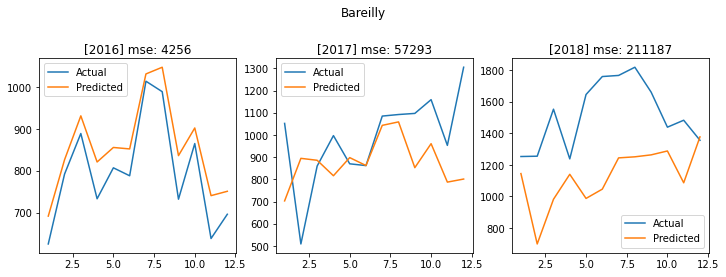 Bareilly
[2016] mse: 4256
Actual
Predicted
1000
900
800
700
2.5 5.0 7.5 10.0 12.5
[2017] mse: 57293
Actual
Predicted
1300
1200
1100
1000
900
800
700
600
500
2.5 5.0 7.5 10.0 12.5
[2018] mse: 211187
1800
1600
1400
1200
1000
800
Actual
Predicted
2.5 5.0 7.5 10.0 12.5